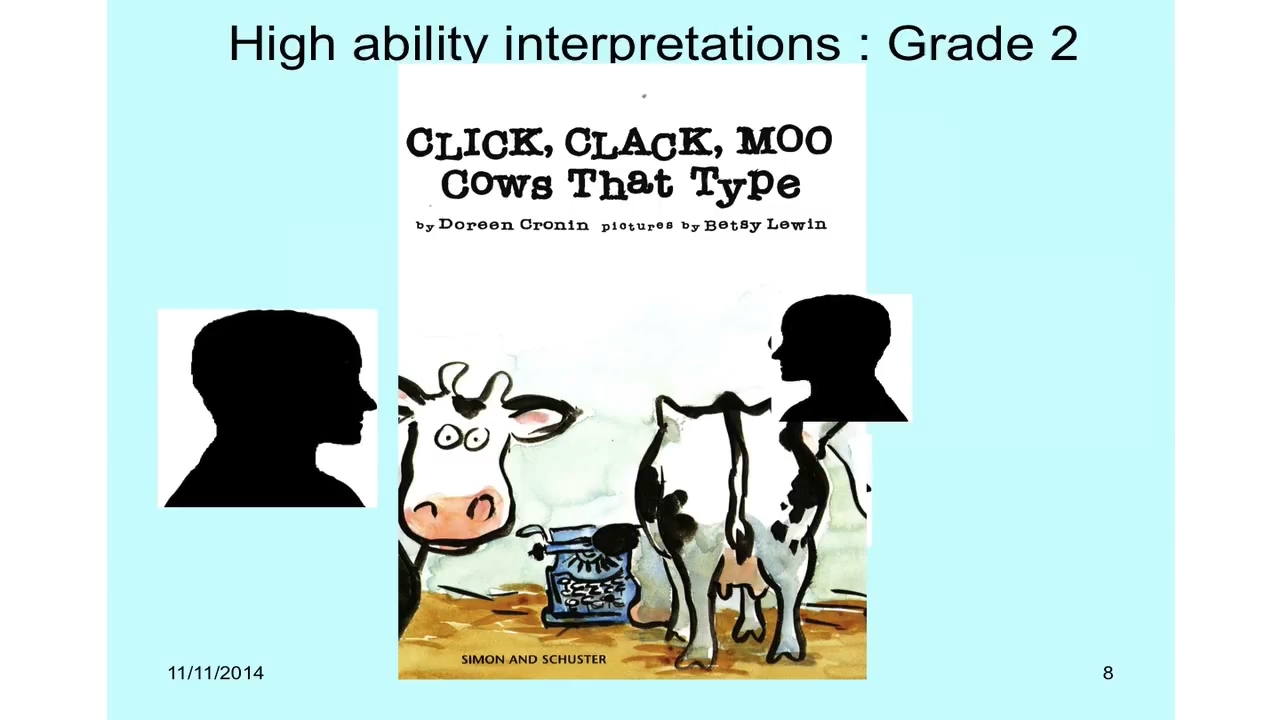 High ability interpretations : Grade 2
CLICK, CLACK, MOO
Cows That Type
by Doreen Cronin pictures by Betsy Lewin
SIMON AND SCHUSTER
11/11/2014
8